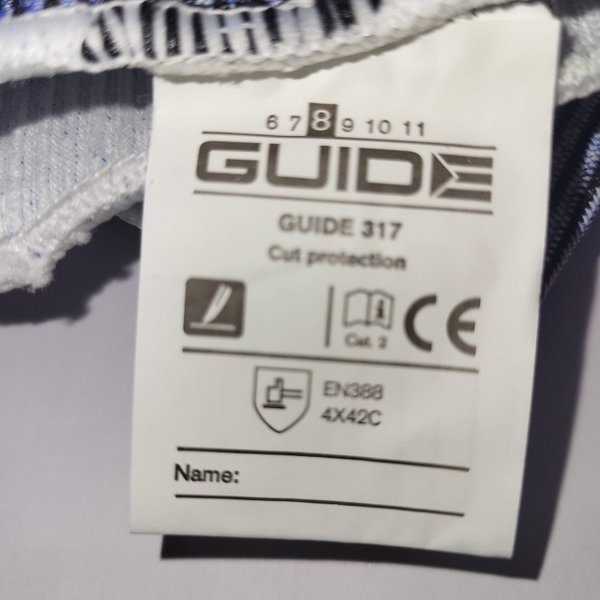 6 7 8 9 10 11
GUIDE
GUIDE 317
Cut protection
i
Cat. 2
CE
EN388
4X42C
Name: